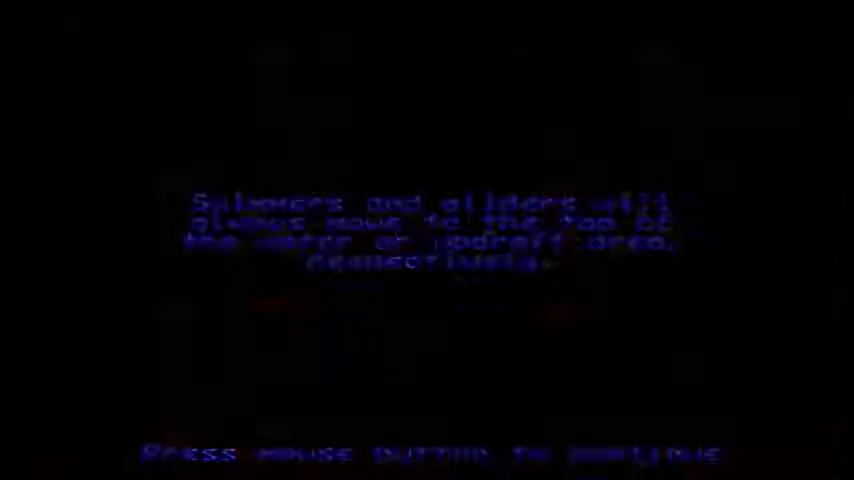 Swimmers and gliders will
always move to the top of
the water or updraft area,
respectively.
Press mouse button to continue